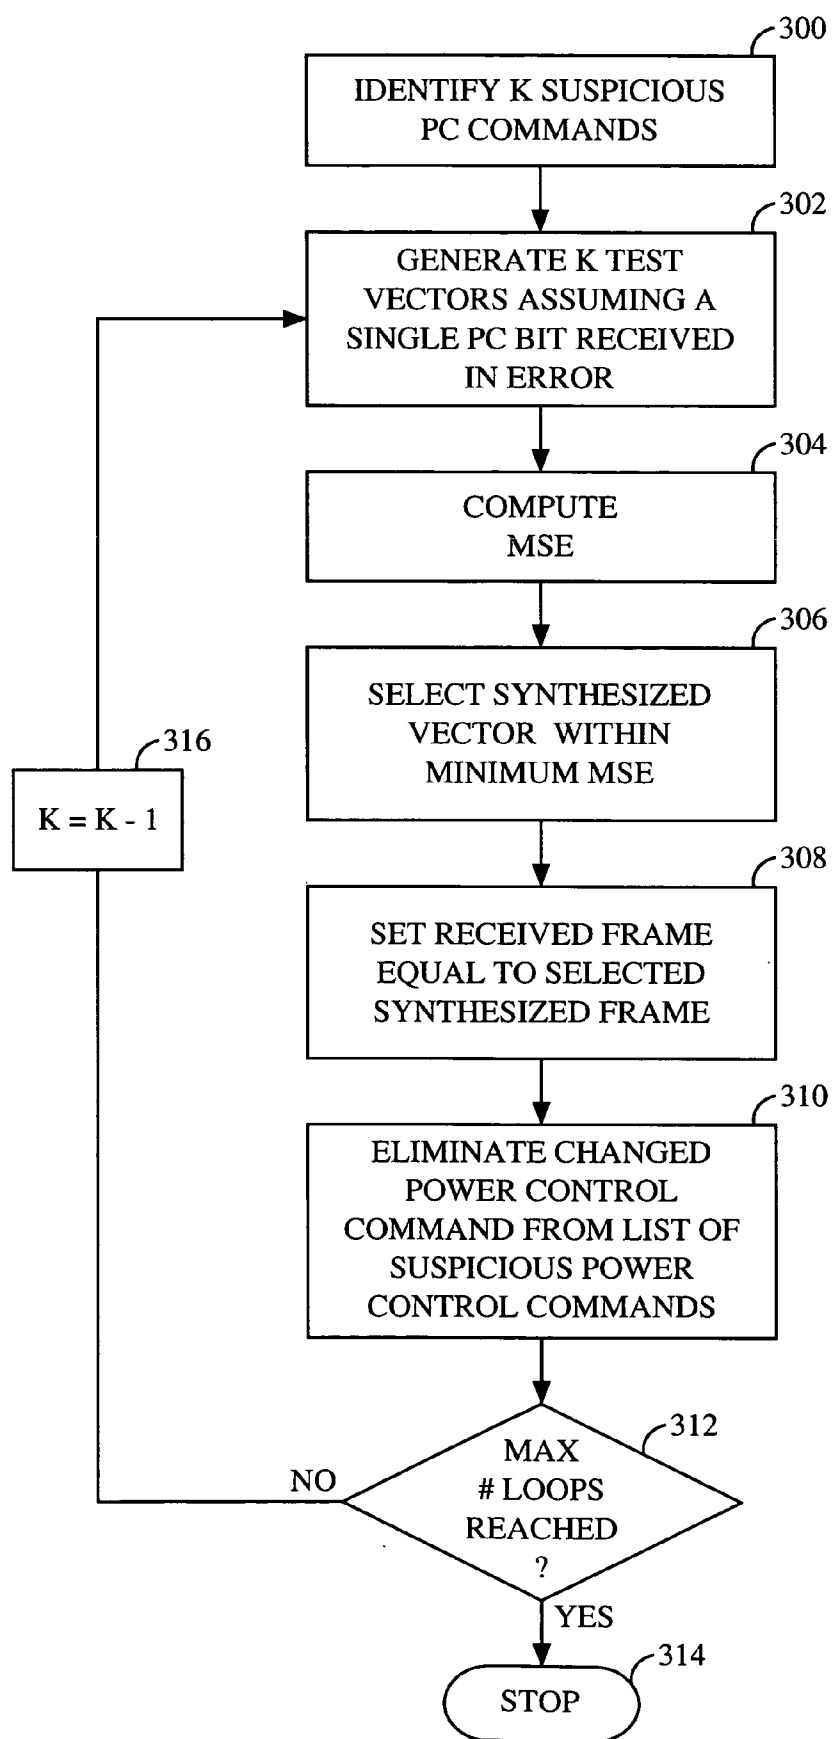 300
IDENTIFY K SUSPICIOUS
PC COMMANDS
302
GENERATE K TEST
VECTORS ASSUMING A
SINGLE PC BIT RECEIVED
IN ERROR
304
COMPUTE
MSE
306
SELECT SYNTHESIZED
VECTOR WITHIN
MINIMUM MSE
316
K = K - 1
308
SET RECEIVED FRAME
EQUAL TO SELECTED
SYNTHESIZED FRAME
310
ELIMINATE CHANGED
POWER CONTROL
COMMAND FROM LIST OF
SUSPICIOUS POWER
CONTROL COMMANDS
312
MAX
# LOOPS
REACHED
?
NO
YES
314
STOP